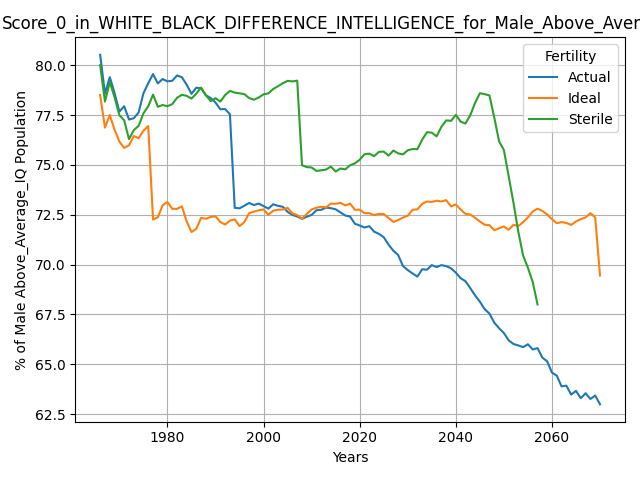 Score_0_in_WHITE_BLACK_DIFFERENCE_INTELLIGENCE_for_Male_Above_Aver
Fertility
Actual
Ideal
Sterile
% of Male Above_Average_IQ Population
80.0
77.5
75.0
72.5
70.0
67.5
65.0
62.5
1980
2000
2020
2040
2060
Years